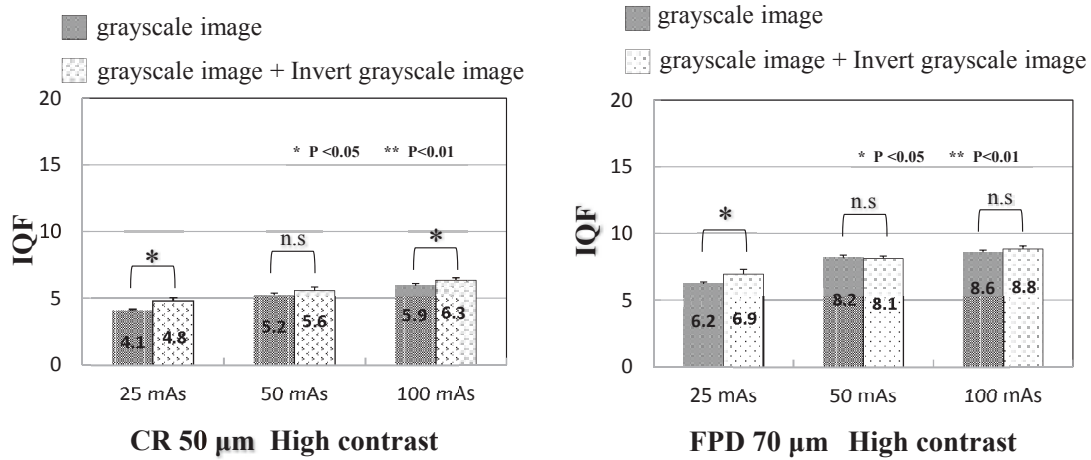 grayscale image
grayscale image + Invert grayscale image
20
15
10
5
0
IQF
* P <0.05 ** P<0.01
*
n.s
*
4.1
4.8
5.2
5.6
5.9
6.3
25 mAs
50 mAs
100 mAs
CR 50 μm High contrast
grayscale image
grayscale image + Invert grayscale image
20
15
10
5
0
IQF
* P <0.05 ** P<0.01
*
n.s
n.s
6.2
6.9
8.2
8.1
8.6
8.8
25 mAs
50 mAs
100 mAs
FPD 70 μm High contrast